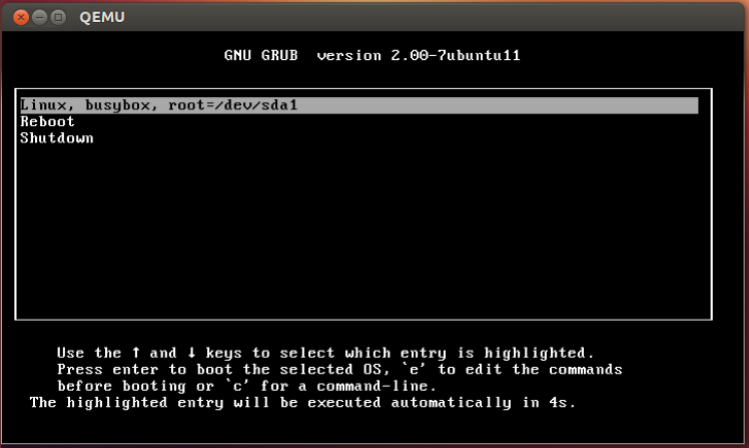 QEMU
GNU GRUB  version 2.00-7ubuntu11
Linux, busybox, root=/dev/sda1
Reboot
Shutdown
Use the ↑ and ↓ keys to select which entry is highlighted.
Press enter to boot the selected OS, `e' to edit the commands
before booting or `c' for a command-line.
The highlighted entry will be executed automatically in 4s.